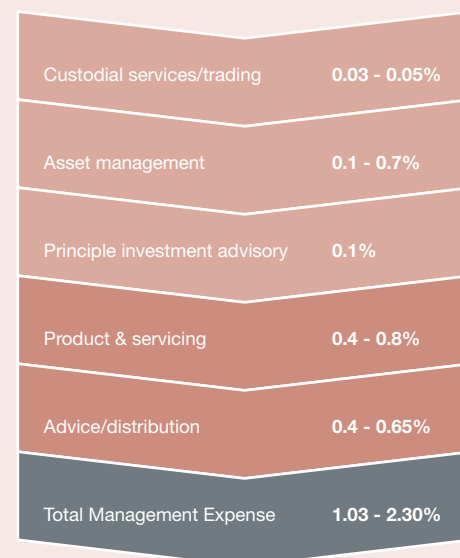 Custodial services/trading 0.03 - 0.05%
Asset management 0.1 - 0.7%
Principle investment advisory 0.1%
Product & servicing 0.4 - 0.8%
Advice/distribution 0.4 - 0.65%
Total Management Expense 1.03 - 2.30%